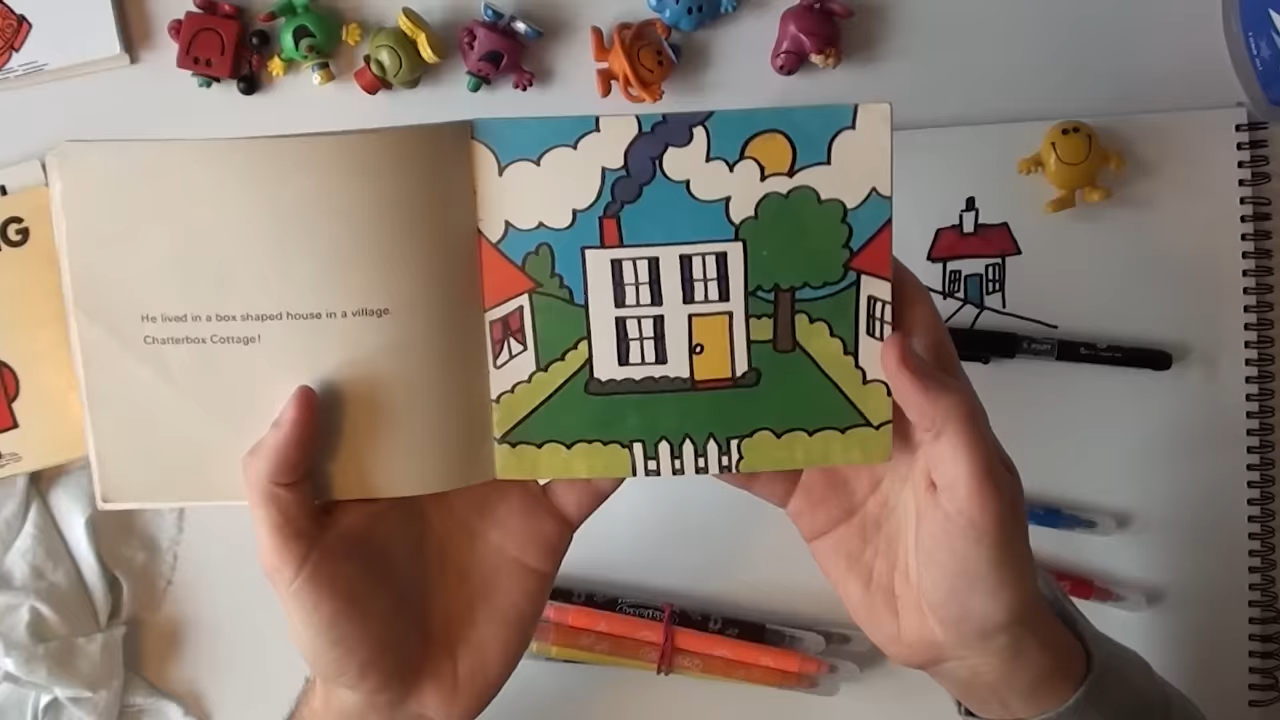 G
He lived in a box shaped house in a village.
Chatterbox Cottage!